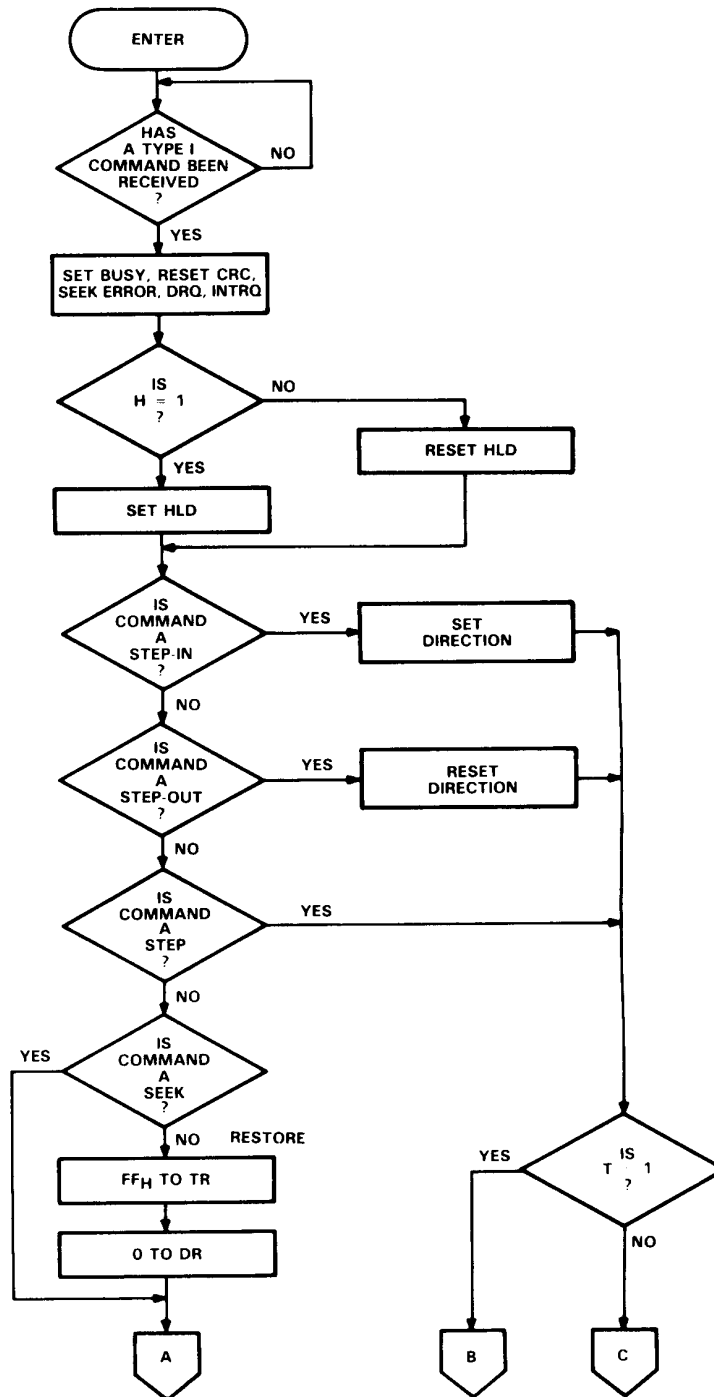 ENTER
HAS
A TYPE I
COMMAND BEEN
RECEIVED
?
NO
YES
SET BUSY, RESET CRC,
SEEK ERROR, DRQ, INTRQ
IS
H = 1
?
NO
YES
RESET HLD
SET HLD
IS
COMMAND
A
STEP-IN
?
YES
SET
DIRECTION
NO
IS
COMMAND
A
STEP-OUT
?
YES
RESET
DIRECTION
NO
IS
COMMAND
A
STEP
?
YES
NO
IS
COMMAND
A
SEEK
?
YES
NO
RESTORE
FFH TO TR
0 TO DR
IS
T = 1
?
YES
NO
A
B
C